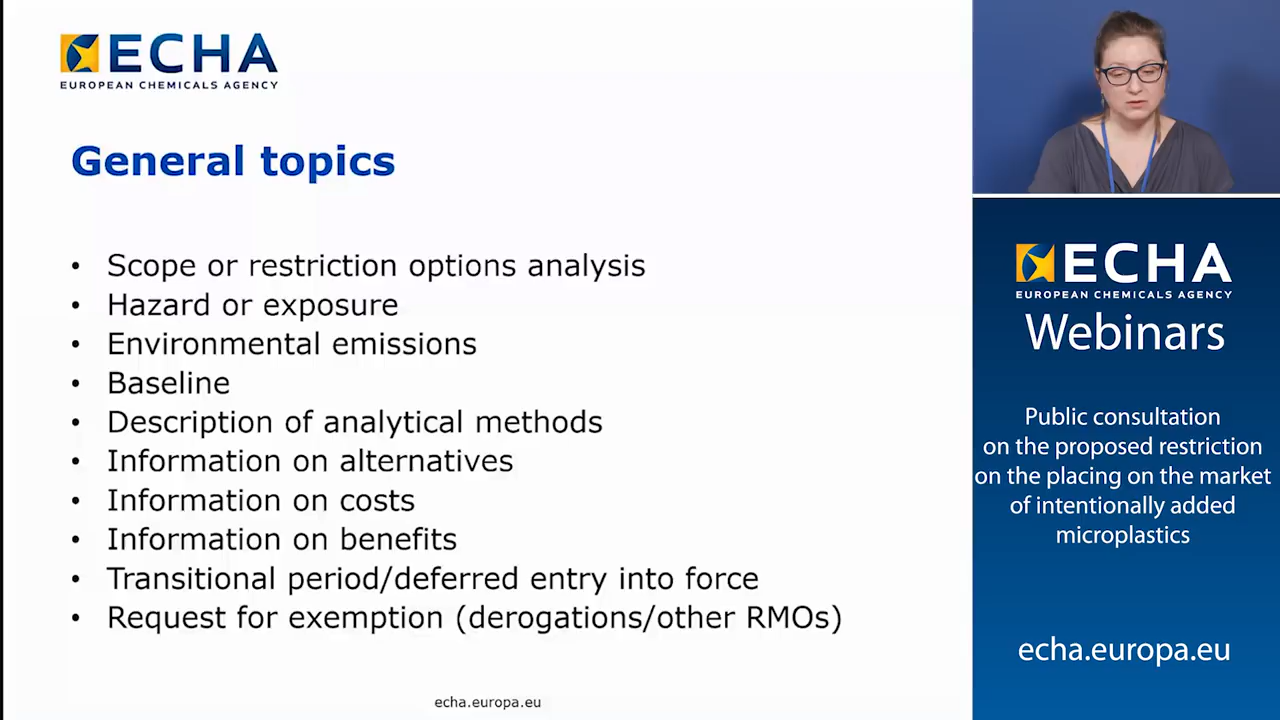 ECHA
EUROPEAN CHEMICALS AGENCY
General topics
• Scope or restriction options analysis
• Hazard or exposure
• Environmental emissions
• Baseline
• Description of analytical methods
• Information on alternatives
• Information on costs
• Information on benefits
• Transitional period/deferred entry into force
• Request for exemption (derogations/other RMOs)
echa.europa.eu
ECHA
EUROPEAN CHEMICALS AGENCY
Webinars
Public consultation
on the proposed restriction
on the placing on the market
of intentionally added
microplastics
echa.europa.eu